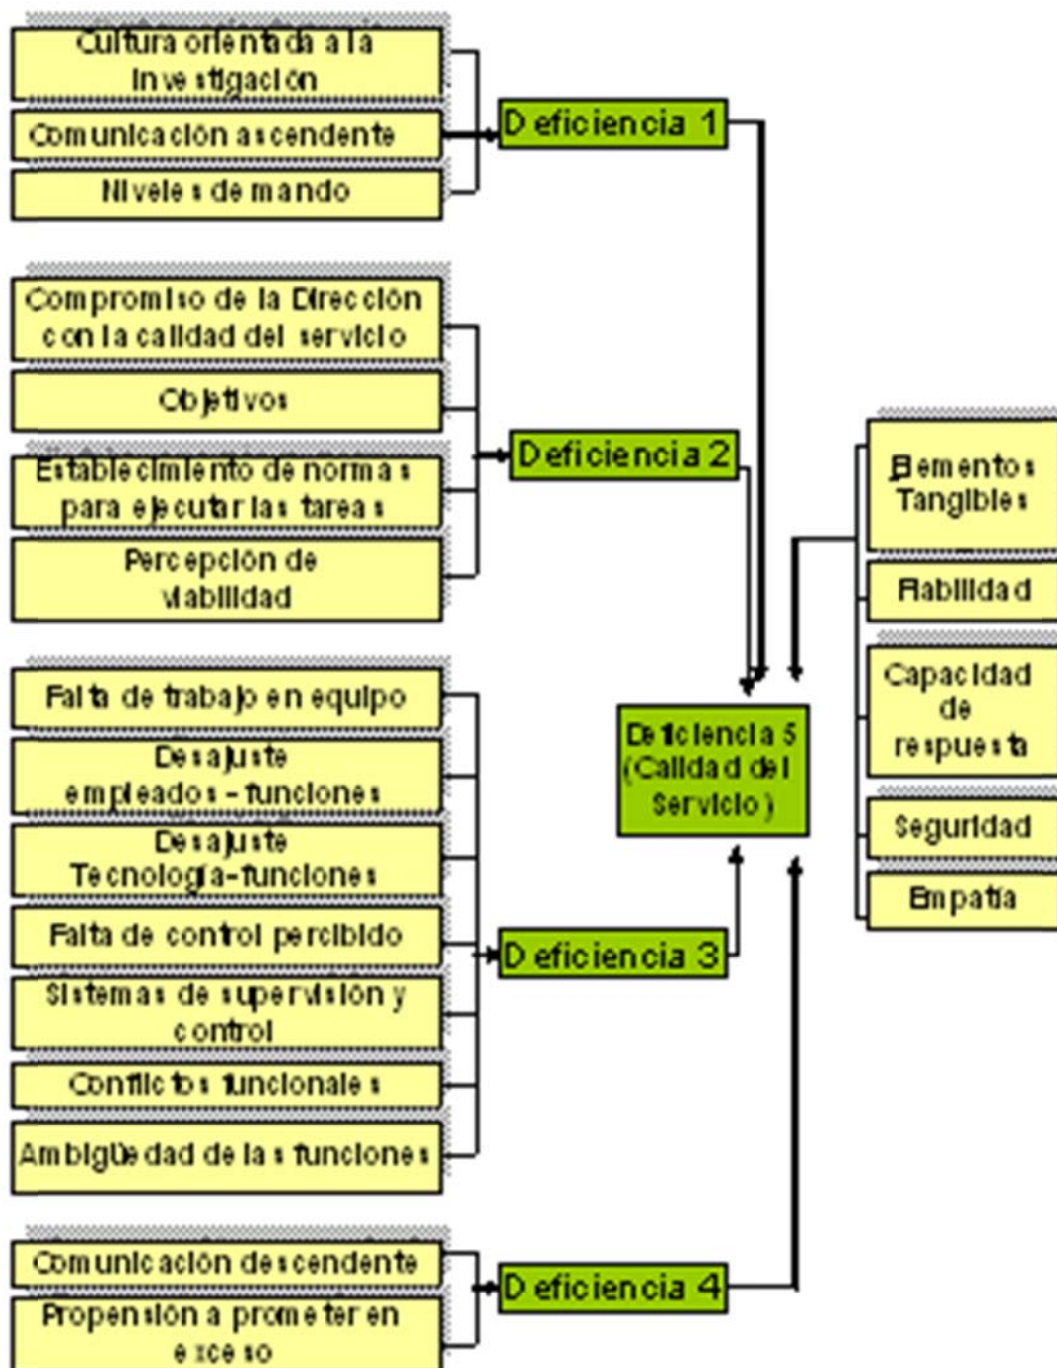 Cultura orientada a la
investigación
Comunicación ascendente
Niveles de mando
Deficiencia 1
Compromiso de la Dirección
con la calidad del servicio
Objetivos
Establecimiento de normas
para ejecutar las tareas
Percepción de
viabilidad
Deficiencia 2
Falta de trabajo en equipo
Desajuste
empleados-funciones
Desajuste
Tecnología-funciones
Falta de control percibido
Sistemas de supervisión y
control
Conflictos funcionales
Ambigüedad de las funciones
Deficiencia 3
Comunicación descendente
Propensión a prometer en
exceso
Deficiencia 4
Deficiencia 5
(Calidad del
Servicio)
Elementos
Tangibles
Fiabilidad
Capacidad
de
respuesta
Seguridad
Empatía